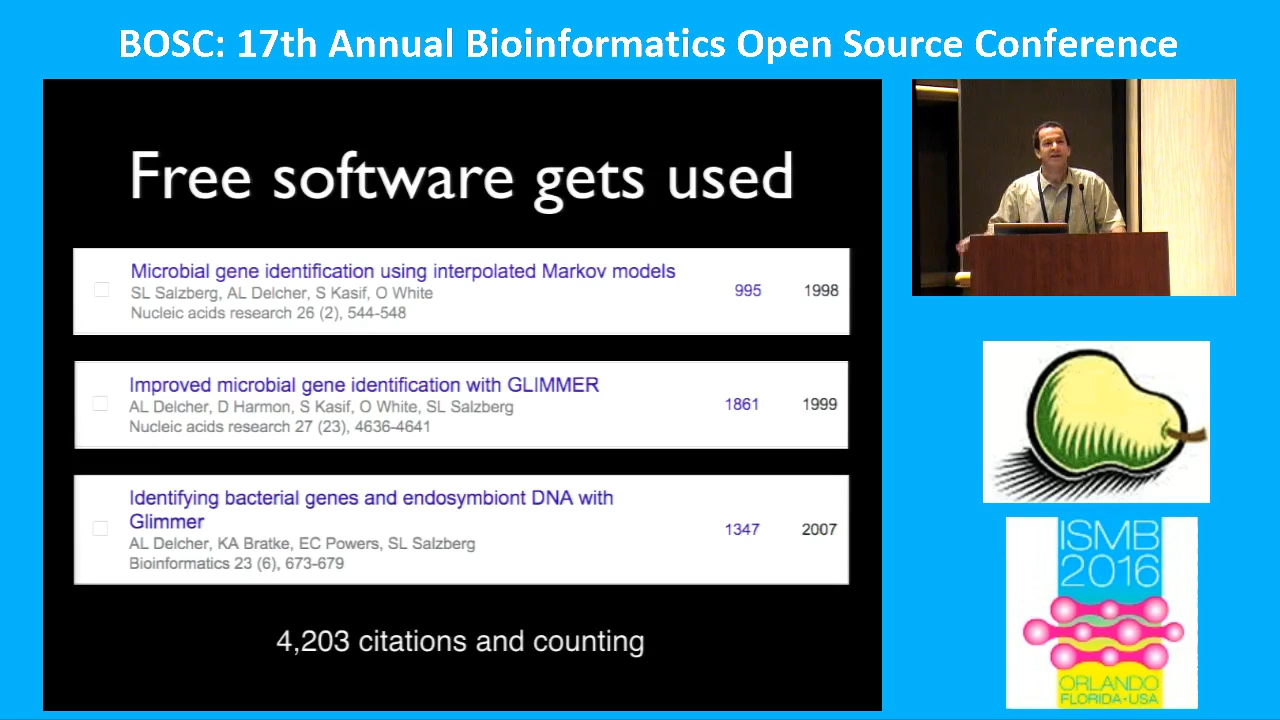 BOSC: 17th Annual Bioinformatics Open Source Conference
Free software gets used
Microbial gene identification using interpolated Markov models
SL Salzberg, AL Delcher, S Kasif, O White
Nucleic acids research 26 (2), 544-548
995 1998
Improved microbial gene identification with GLIMMER
AL Delcher, D Harmon, S Kasif, O White, SL Salzberg
Nucleic acids research 27 (23), 4636-4641
1861 1999
Identifying bacterial genes and endosymbiont DNA with
Glimmer
AL Delcher, KA Bratke, EC Powers, SL Salzberg
Bioinformatics 23 (6), 673-679
1347 2007
4,203 citations and counting
ISMB
2016
ORLANDO
FLORIDA•USA